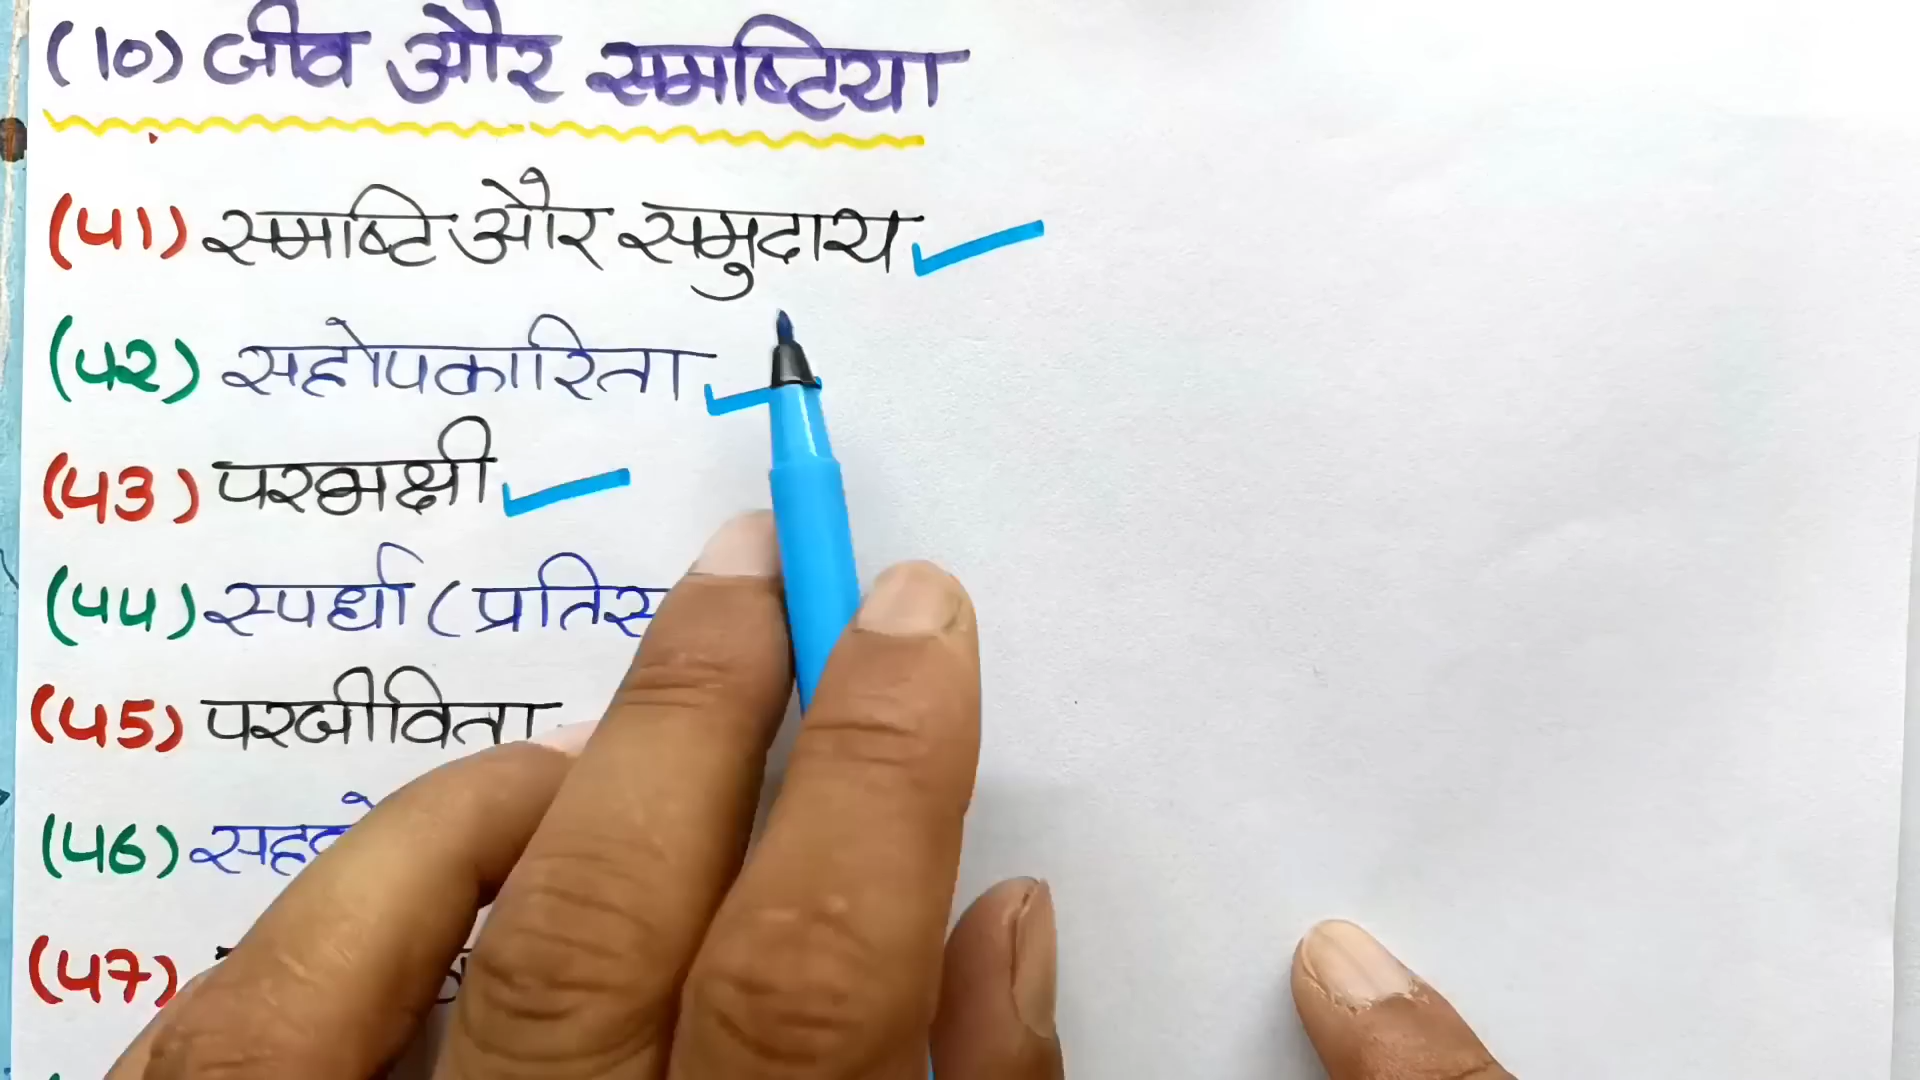 (10) जीव और समष्टिया
(41) समष्टि और समुदाय
(42) सहोपकारिता
(43) परभक्षी
(44) स्पर्धा (प्रतिस
(45) परजीविता
(46)
(47)